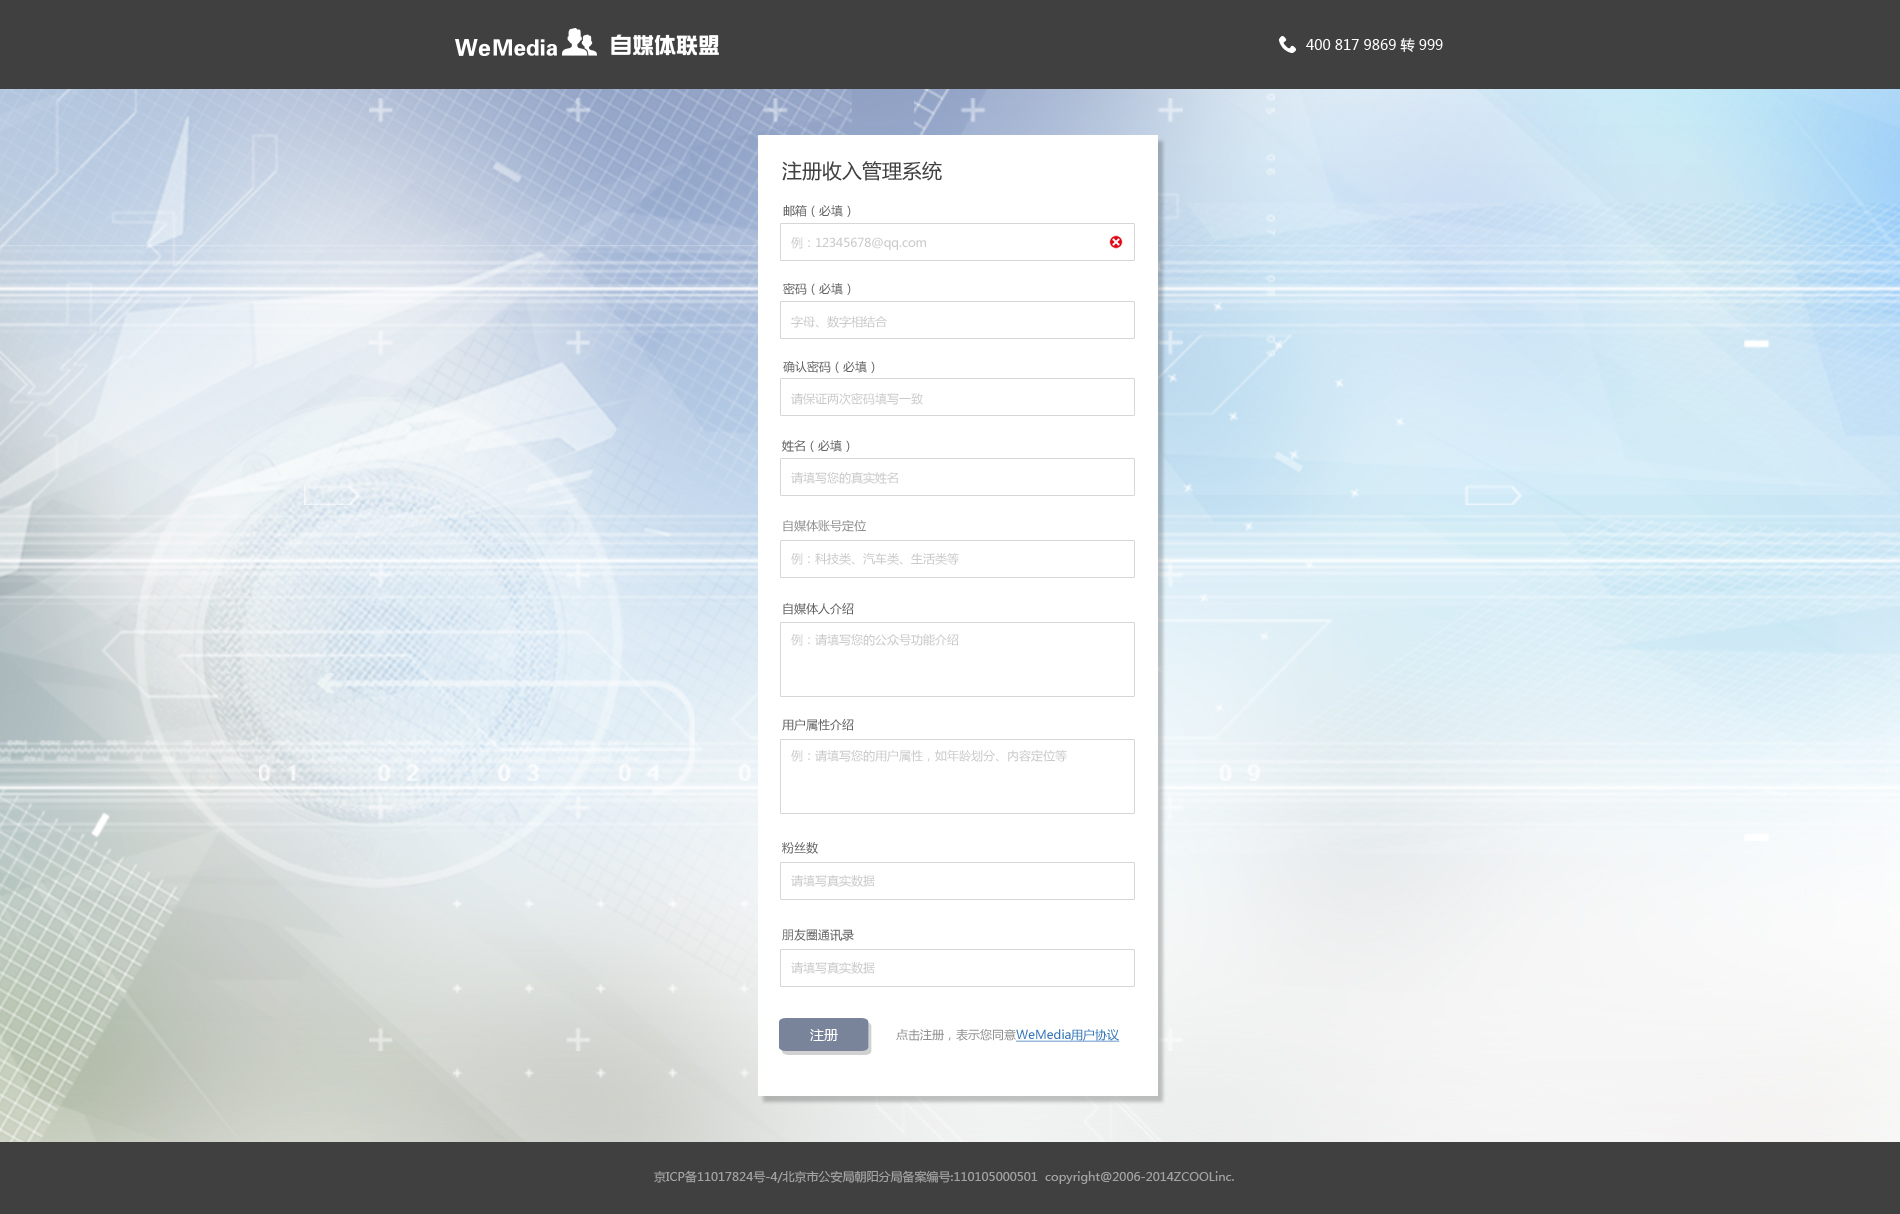 WeMedia 自媒体联盟
400 817 9869 转 999
注册收入管理系统
邮箱（必填）
例：12345678@qq.com
密码（必填）
字母、数字相结合
确认密码（必填）
请保证两次密码填写一致
姓名（必填）
请填写您的真实姓名
自媒体账号定位
例：科技类、汽车类、生活类等
自媒体人介绍
例：请填写您的公众号功能介绍
用户属性介绍
例：请填写您的用户属性，如年龄划分、内容定位等
01 02 03 04 0 09
粉丝数
请填写真实数据
朋友圈通讯录
请填写真实数据
注册 点击注册，表示您同意WeMedia用户协议
京ICP备11017824号-4/北京市公安局朝阳分局备案编号:110105000501 copyright@2006-2014ZCOOLinc.